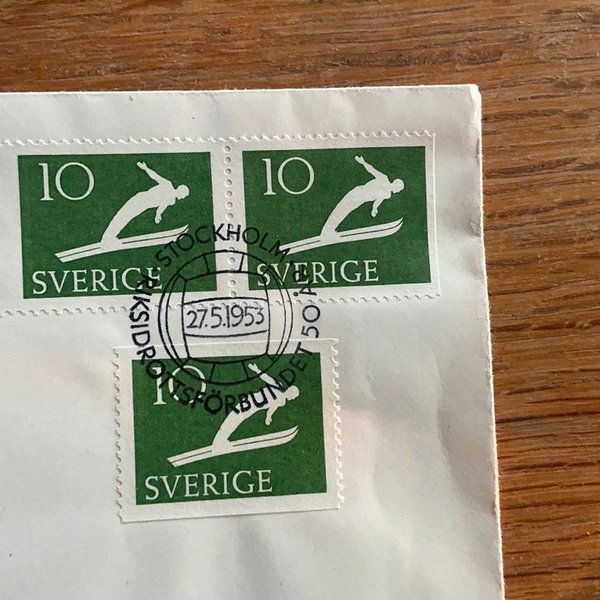 10
SVERIGE
10
SVERIGE
STOCKHOLM
27.5.1953
RIKSIDROTTSFÖRBUNDET 50 ÅR
10
SVERIGE